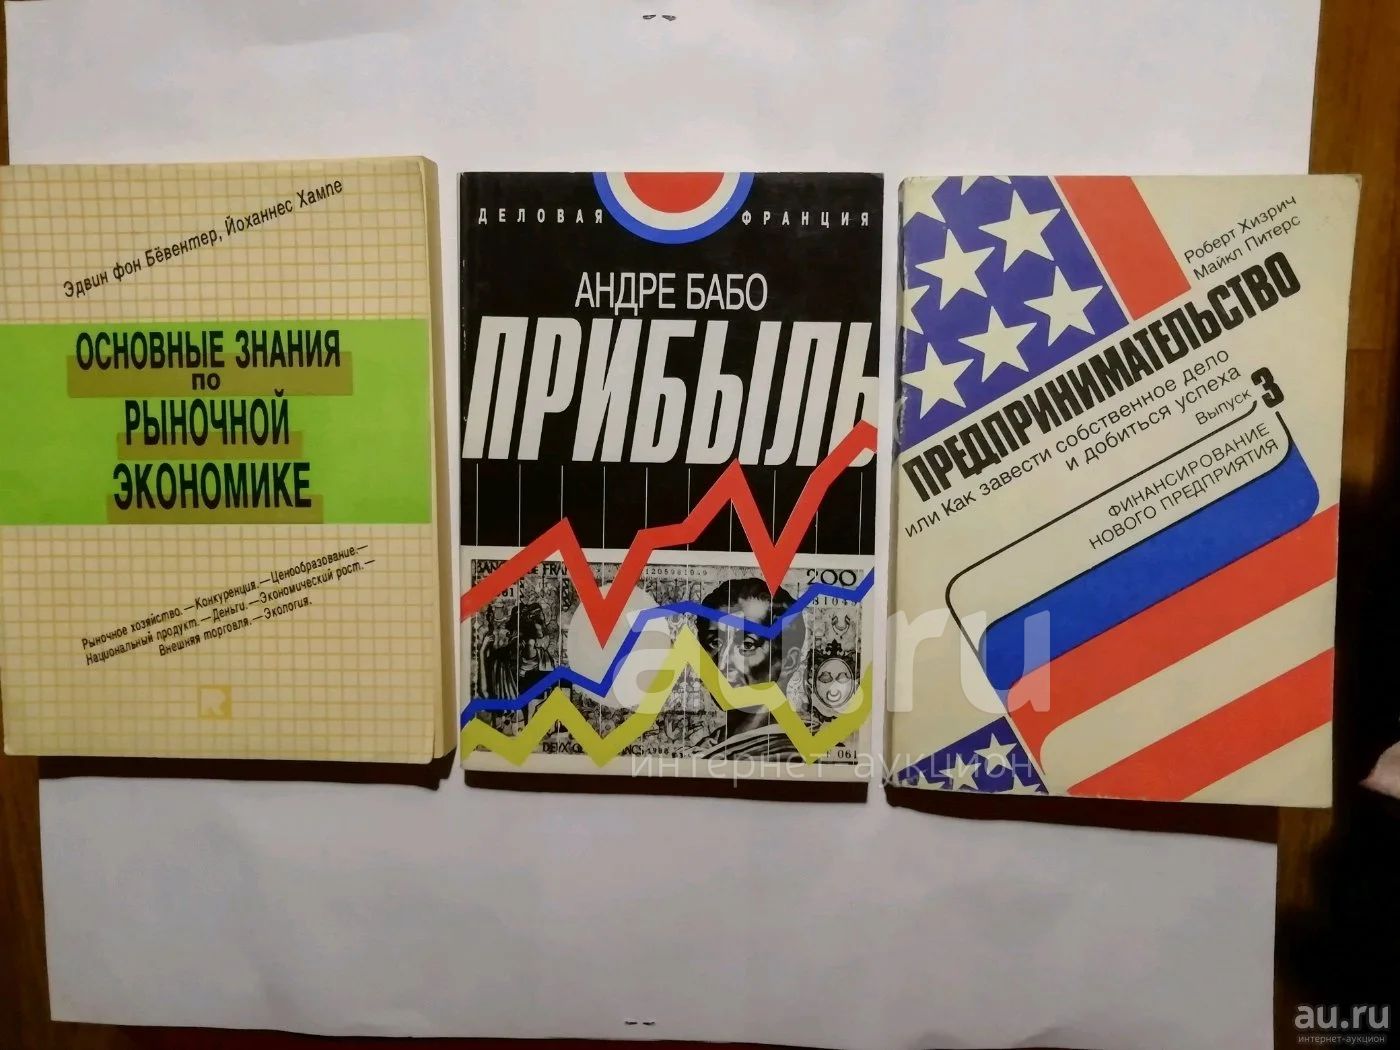 Эдвин фон Бёвентер, Йоханнес Хампе
ОСНОВНЫЕ ЗНАНИЯ
ПО
РЫНОЧНОЙ
ЭКОНОМИКЕ
Рыночное хозяйство.—Конкуренция.—Ценообразование.—
Национальный продукт.—Деньги.—Экономический рост.—
Внешняя торговля.—Экология.
R
ДЕЛОВАЯ ФРАНЦИЯ
АНДРЕ БАБО
ПРИБЫЛЬ
200
1988
061
Роберт Хизрич
Майкл Питерс
ПРЕДПРИНИМАТЕЛЬСТВО
или Как завести собственное дело
и добиться успеха
Выпуск 3
ФИНАНСИРОВАНИЕ
НОВОГО ПРЕДПРИЯТИЯ
au.ru
интернет-аукцион
au.ru
интернет-аукцион